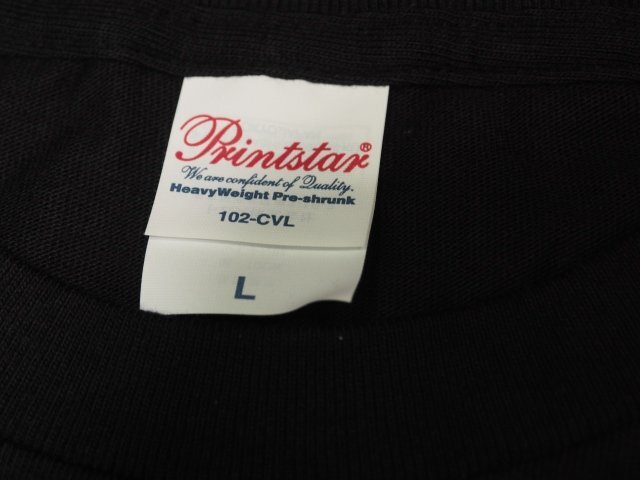 Printstar®
We are confident of Quality.
HeavyWeight Pre-shrunk
102-CVL
L